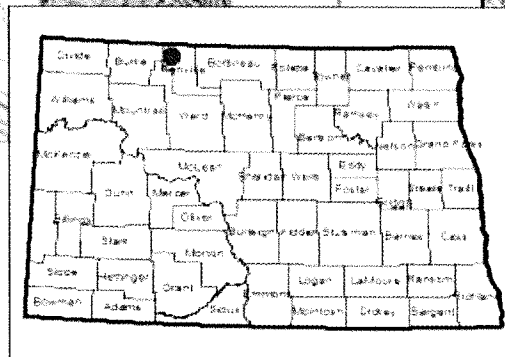 Divide Burke Renville Bottineau Rolette Towner Cavalier Pembina
Williams Mountrail Ward McHenry Pierce Ramsey Walsh
Benson Nelson Grand Forks
McKenzie McLean Sheridan Wells Eddy
Foster Griggs Steele Traill
Dunn Mercer
Oliver
Billings Stark Morton Burleigh Kidder Stutsman Barnes Cass
Slope Hettinger Grant Logan LaMoure Ransom
Bowman Adams Sioux Emmons McIntosh Dickey Sargent Richland